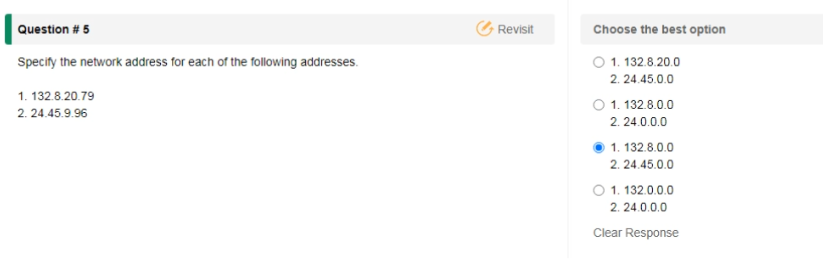 Question # 5
Revisit
Specify the network address for each of the following addresses.
1. 132.8.20.79
2. 24.45.9.96
Choose the best option
1. 132.8.20.0
2. 24.45.0.0
1. 132.8.0.0
2. 24.0.0.0
1. 132.8.0.0
2. 24.45.0.0
1. 132.0.0.0
2. 24.0.0.0
Clear Response